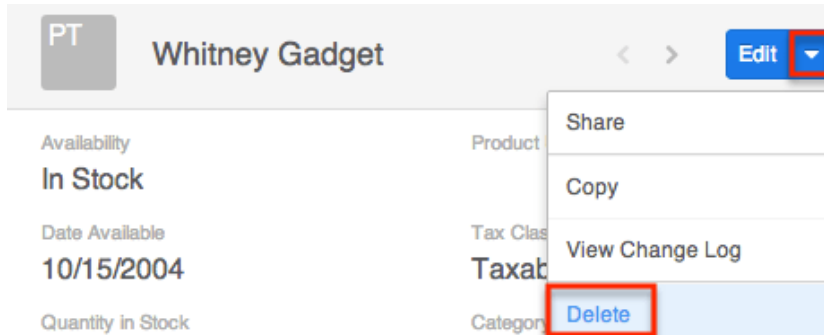 PT
Whitney Gadget
Edit
Share
Availability
Product
In Stock
Copy
Date Available
Tax Clas
View Change Log
10/15/2004
Taxab
Delete
Quantity in Stock
Category